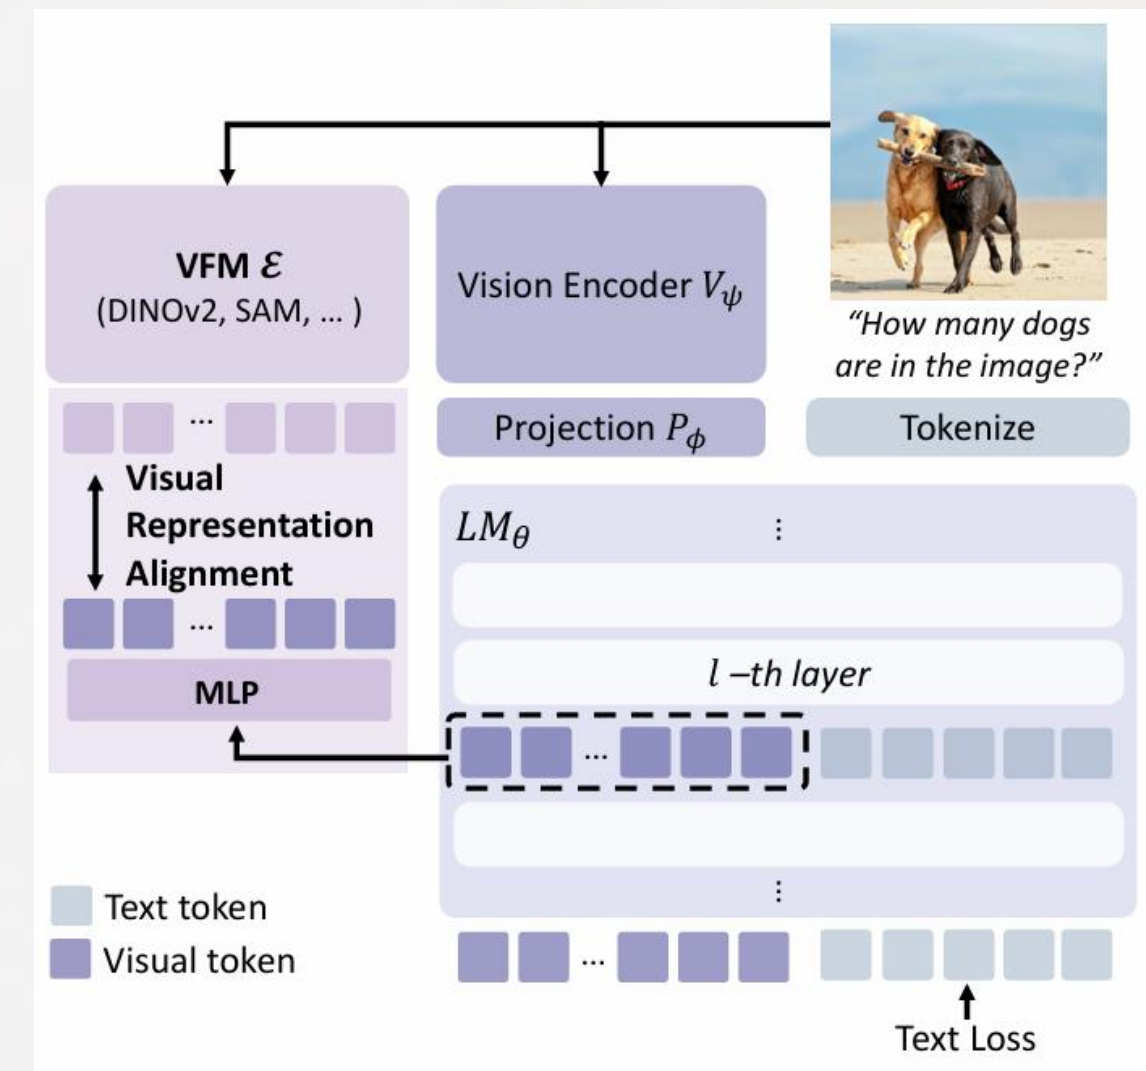 VFM ℰ
(DINOv2, SAM, ... )
Vision Encoder V_ψ
"How many dogs
are in the image?"
Projection P_ϕ
Tokenize
...
Visual
Representation
Alignment
...
MLP
LM_θ
⋮
l –th layer
...
⋮
...
Text token
Visual token
Text Loss